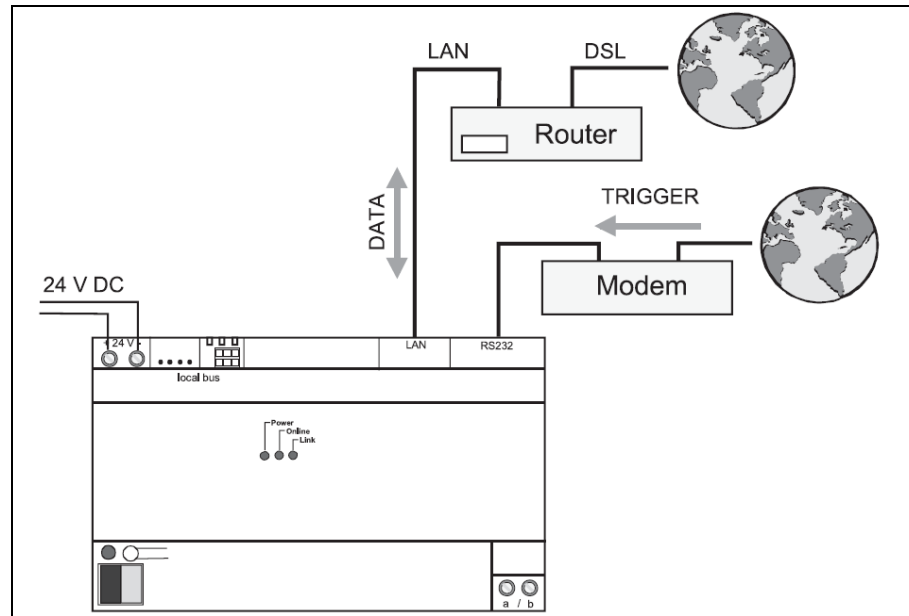 LAN
DSL
Router
DATA
TRIGGER
Modem
24 V DC
+ 24 V -
LAN
RS232
local bus
Power
Online
Link
a / b